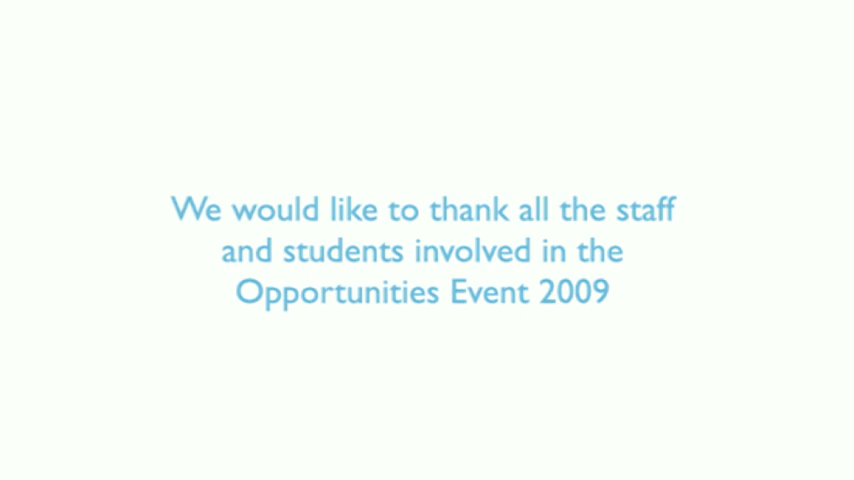 We would like to thank all the staff
and students involved in the
Opportunities Event 2009